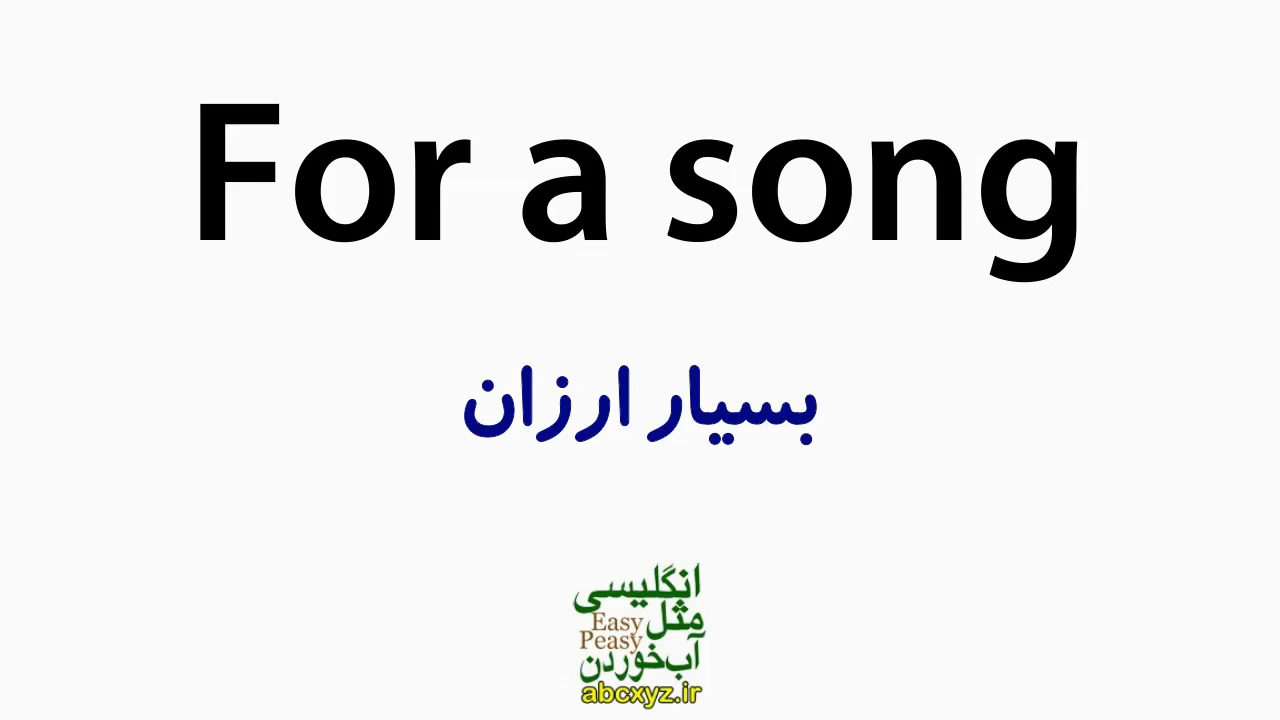 For a song
بسیار ارزان
انگلیسی
مثل
Easy
Peasy
آب‌خوردن
abcxyz.ir